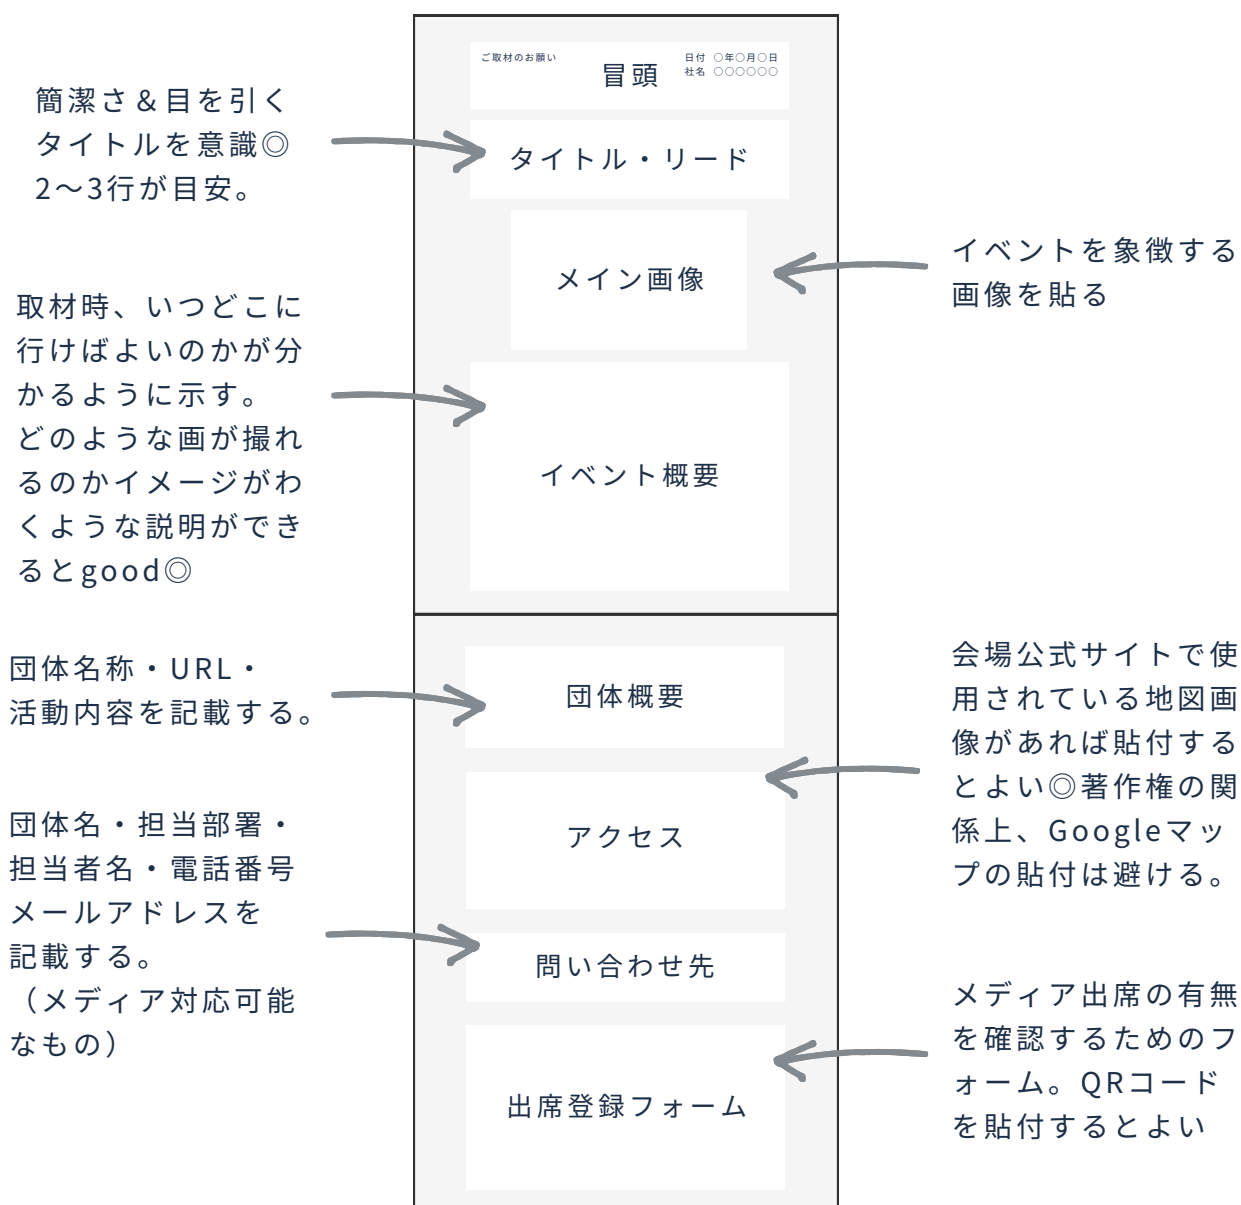 ご取材のお願い
冒頭
日付 〇年〇月〇日
社名 〇〇〇〇〇〇
簡潔さ＆目を引く
タイトルを意識◎
2〜3行が目安。
タイトル・リード
メイン画像
イベントを象徴する
画像を貼る
取材時、いつどこに
行けばよいのかが分
かるように示す。
どのような画が撮れ
るのかイメージがわ
くような説明ができ
るとgood◎
イベント概要
団体名称・URL・
活動内容を記載する。
団体概要
会場公式サイトで使
用されている地図画
像があれば貼付する
とよい◎著作権の関
係上、Googleマッ
プの貼付は避ける。
アクセス
団体名・担当部署・
担当者名・電話番号
メールアドレスを
記載する。
（メディア対応可能
なもの）
問い合わせ先
メディア出席の有無
を確認するためのフ
ォーム。QRコード
を貼付するとよい
出席登録フォーム